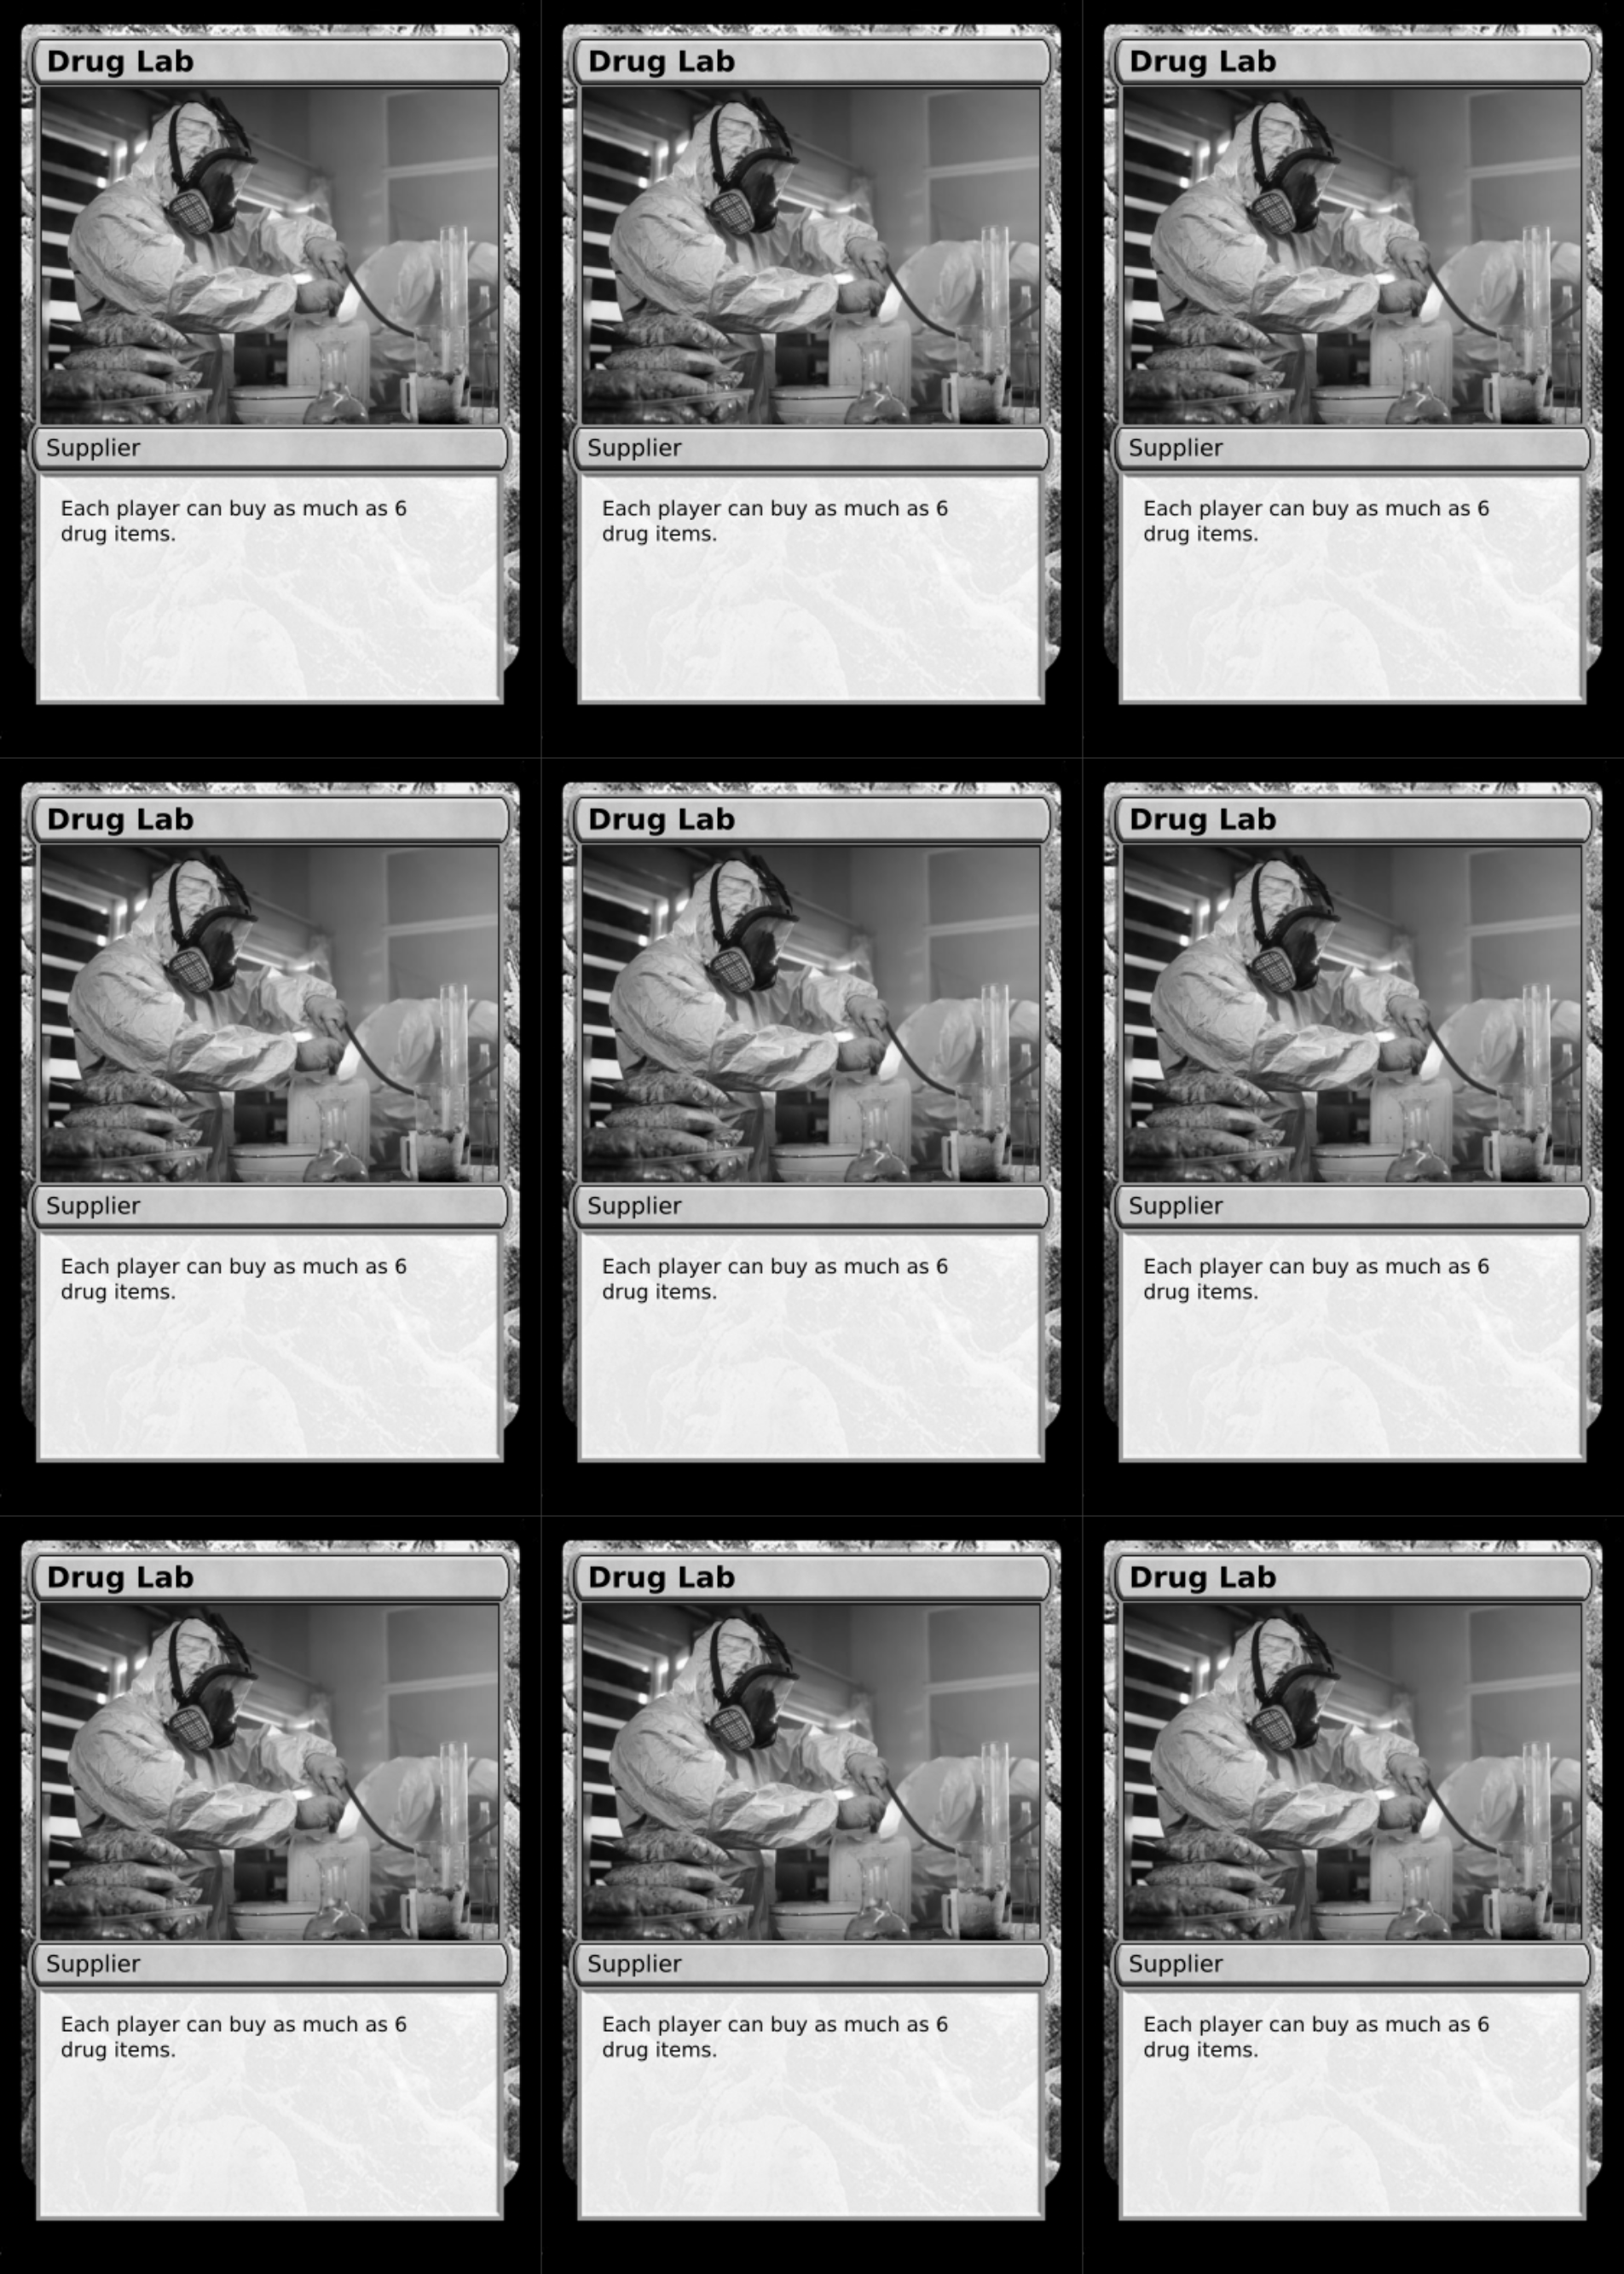 Drug Lab
Drug Lab
Drug Lab
Supplier
Supplier
Supplier
Each player can buy as much as 6
drug items.
Each player can buy as much as 6
drug items.
Each player can buy as much as 6
drug items.
Drug Lab
Drug Lab
Drug Lab
Supplier
Supplier
Supplier
Each player can buy as much as 6
drug items.
Each player can buy as much as 6
drug items.
Each player can buy as much as 6
drug items.
Drug Lab
Drug Lab
Drug Lab
Supplier
Supplier
Supplier
Each player can buy as much as 6
drug items.
Each player can buy as much as 6
drug items.
Each player can buy as much as 6
drug items.